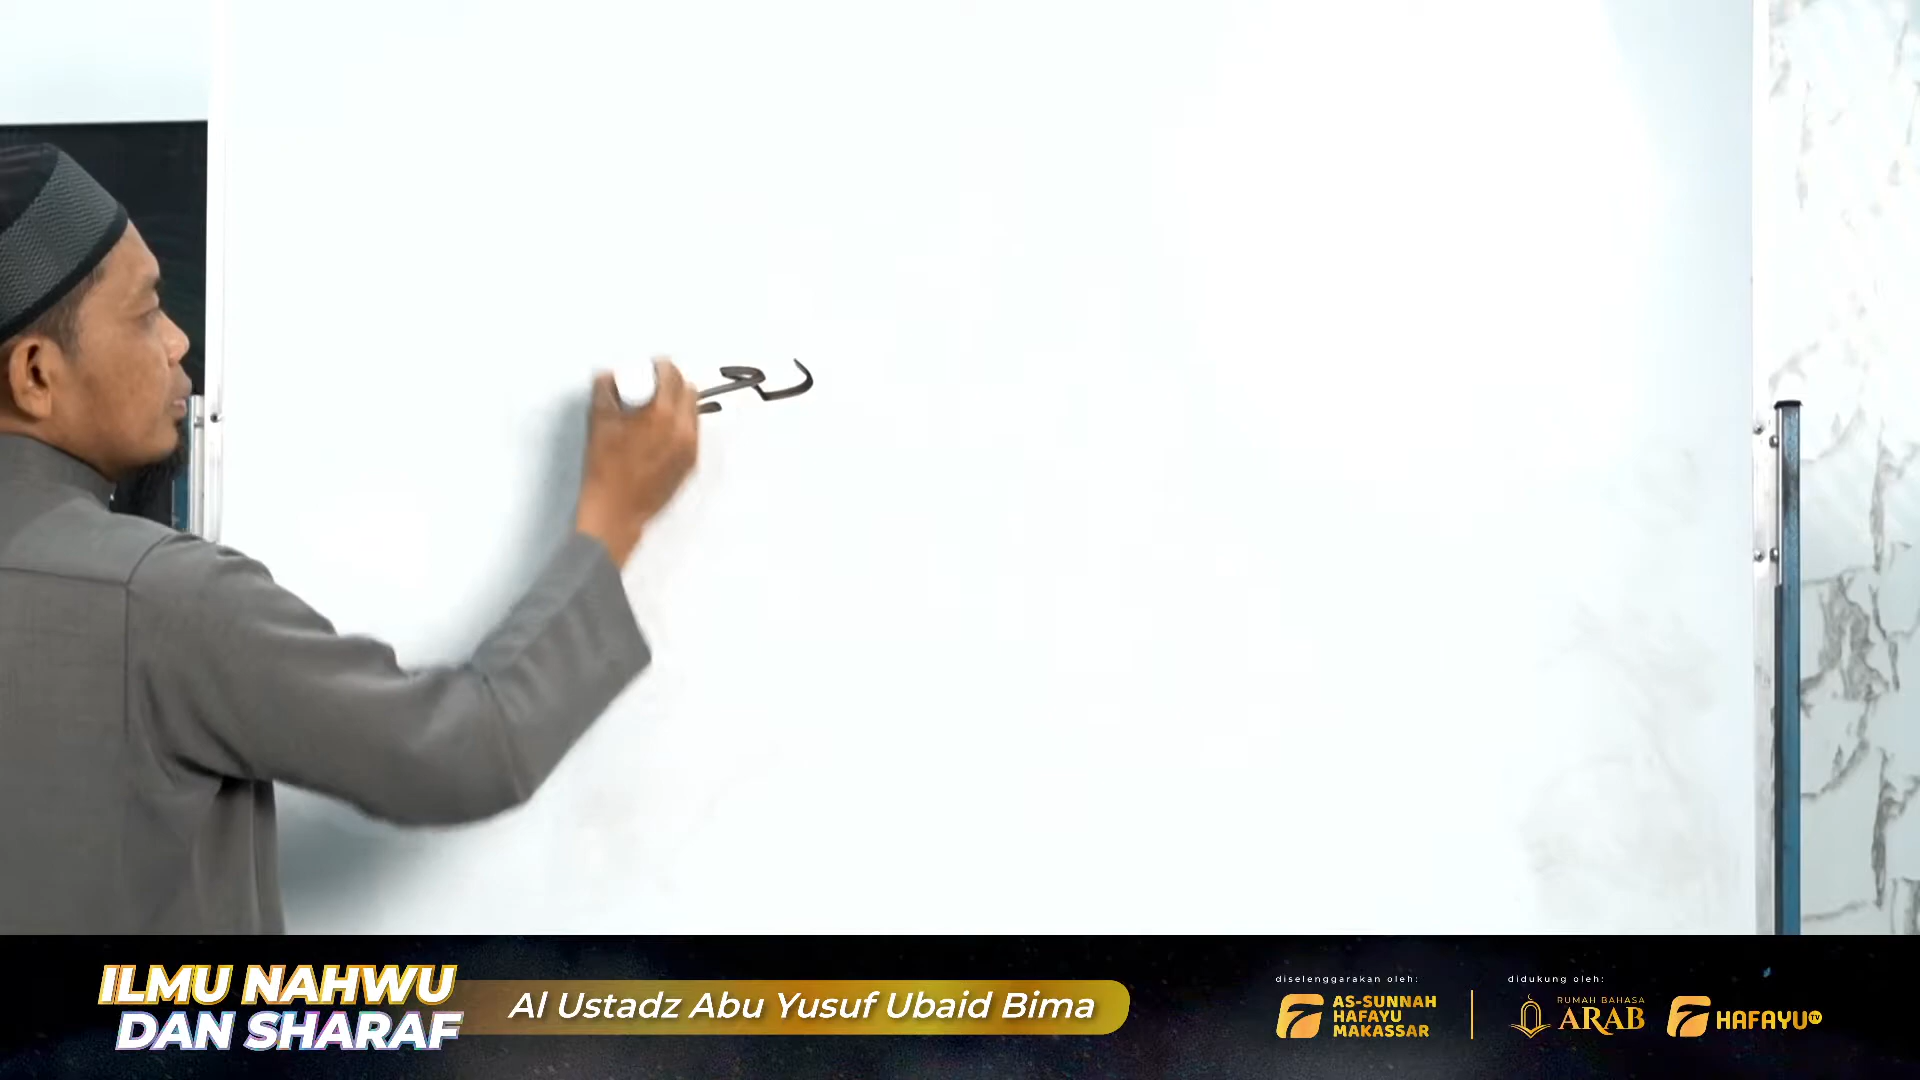 ILMU NAHWU
DAN SHARAF
Al Ustadz Abu Yusuf Ubaid Bima
diselenggarakan oleh:
AS-SUNNAH
HAFAYU
MAKASSAR
didukung oleh:
RUMAH BAHASA
ARAB
HAFAYU TV